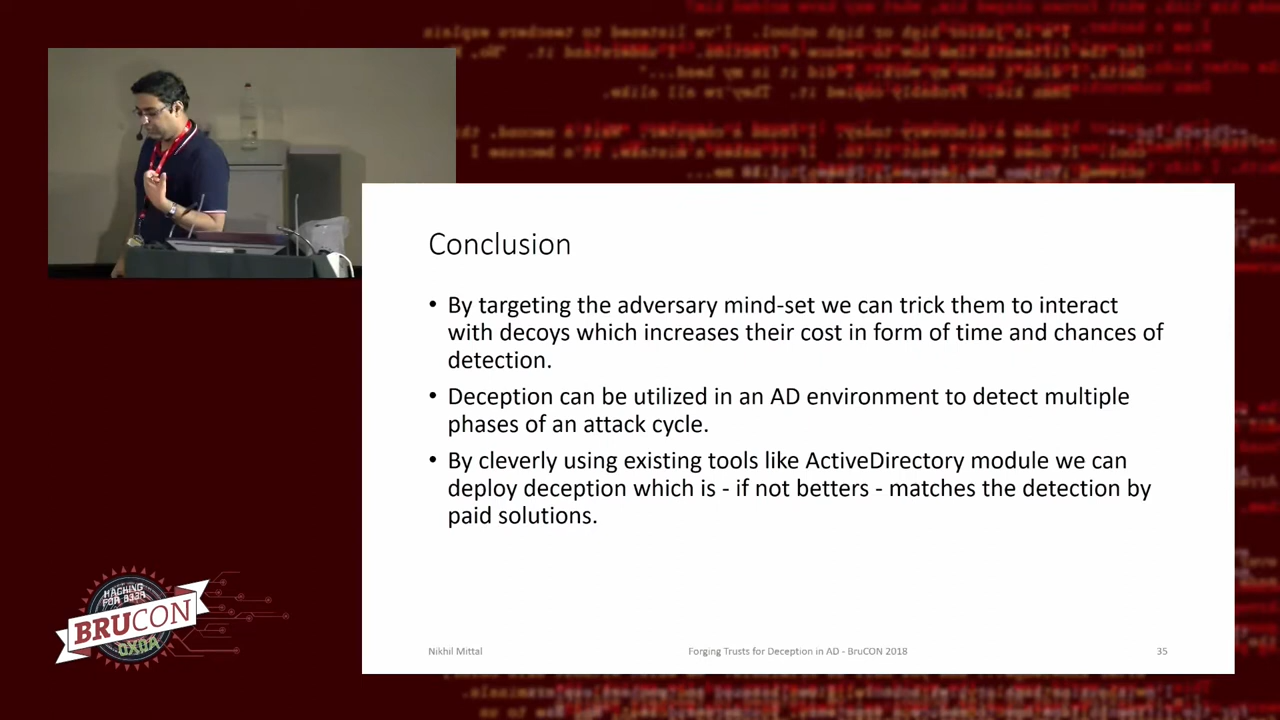 Conclusion
• By targeting the adversary mind-set we can trick them to interact
with decoys which increases their cost in form of time and chances of
detection.
• Deception can be utilized in an AD environment to detect multiple
phases of an attack cycle.
• By cleverly using existing tools like ActiveDirectory module we can
deploy deception which is - if not betters - matches the detection by
paid solutions.
Nikhil Mittal
Forging Trusts for Deception in AD - BruCON 2018
35
HACKING
FOR B33R
BRUCON
0X0A